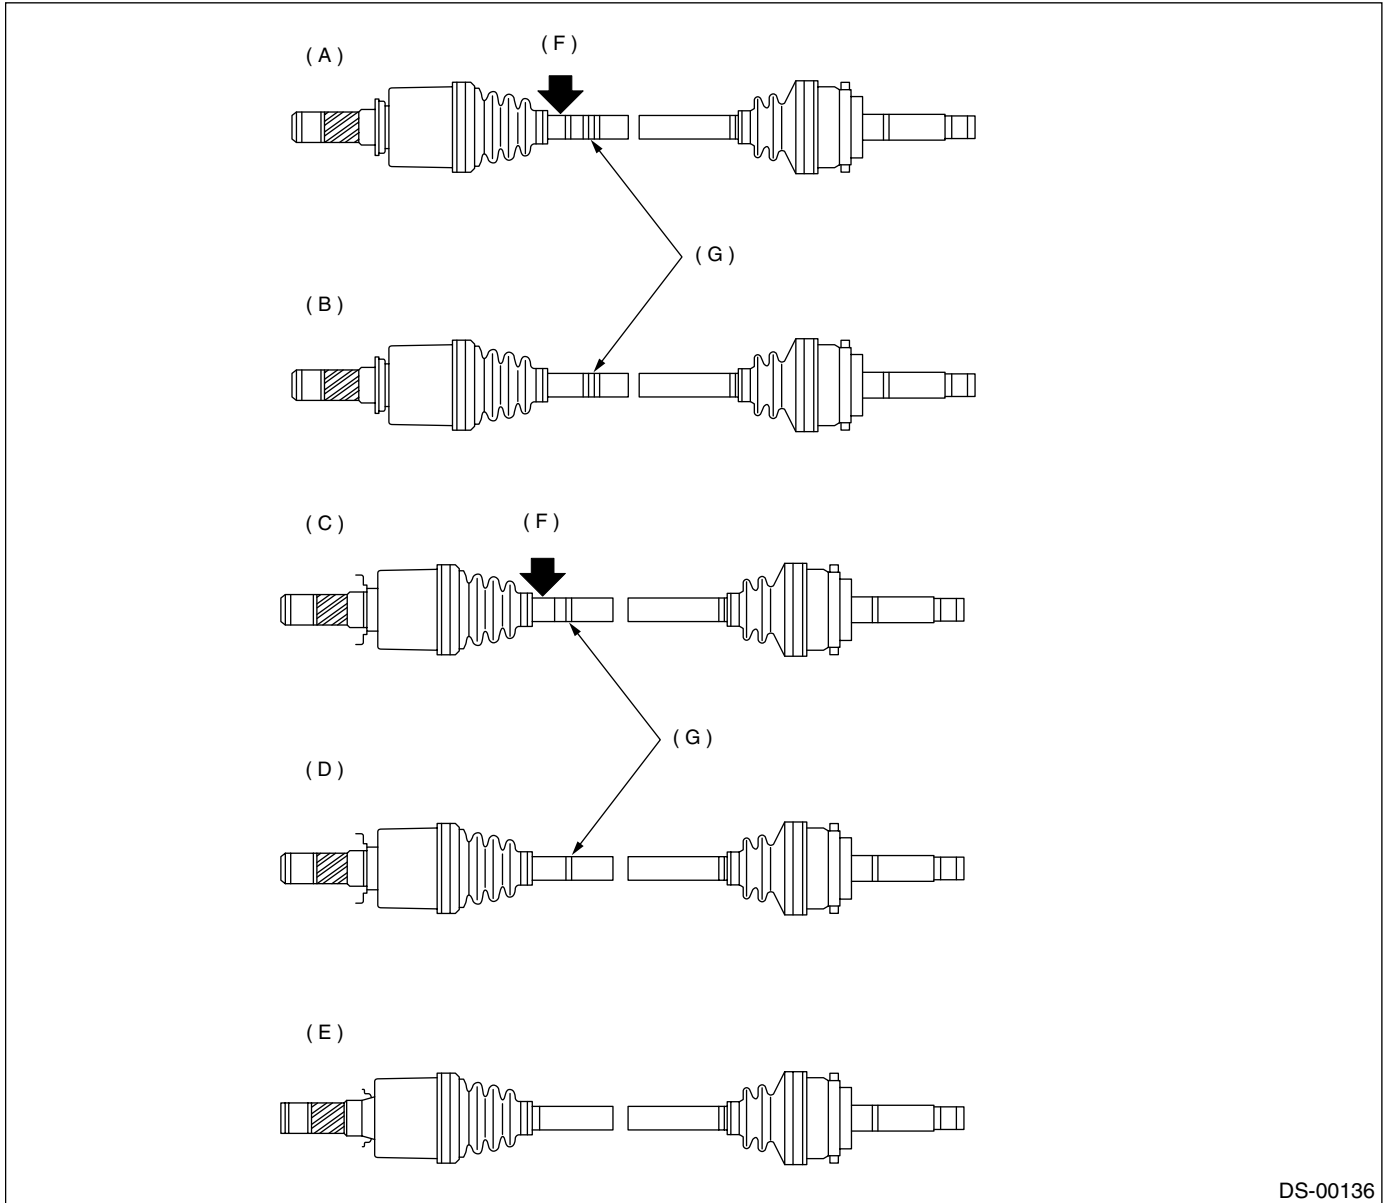 ( A )
( F )
( G )
( B )
( C )
( F )
( G )
( D )
( E )
DS-00136